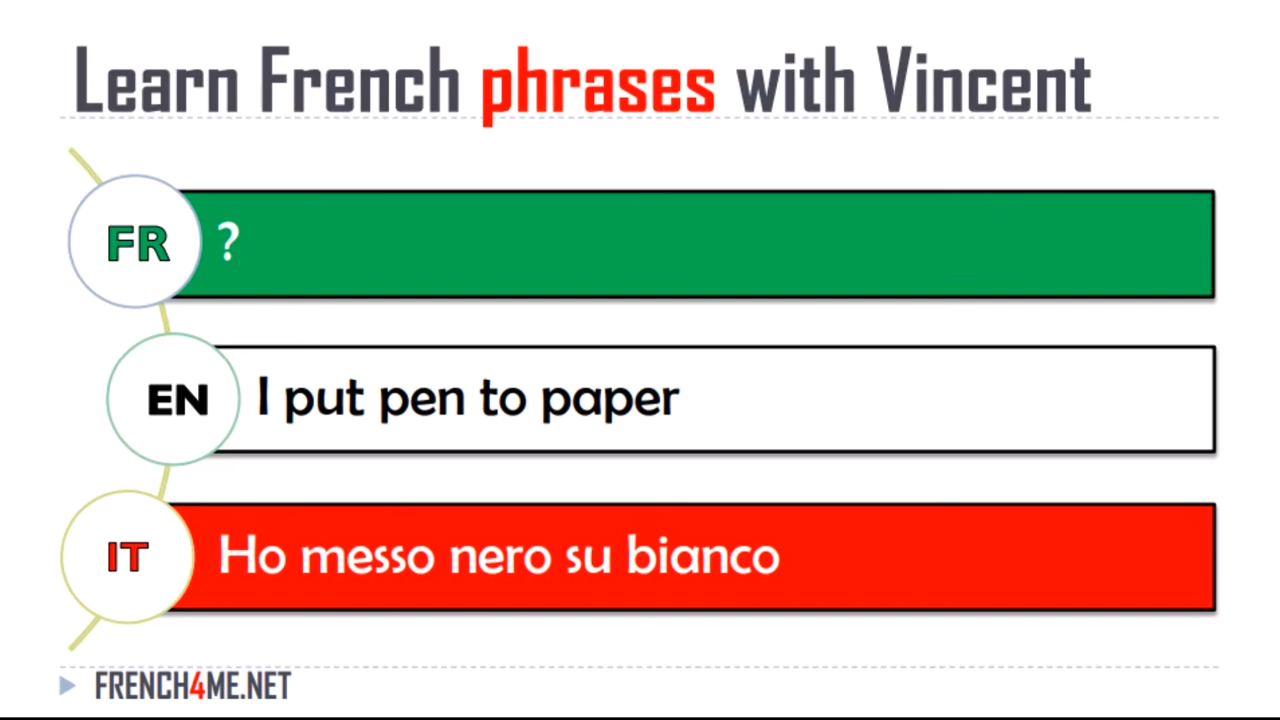 Learn French phrases with Vincent
FR ?
EN I put pen to paper
IT Ho messo nero su bianco
FRENCH4ME.NET